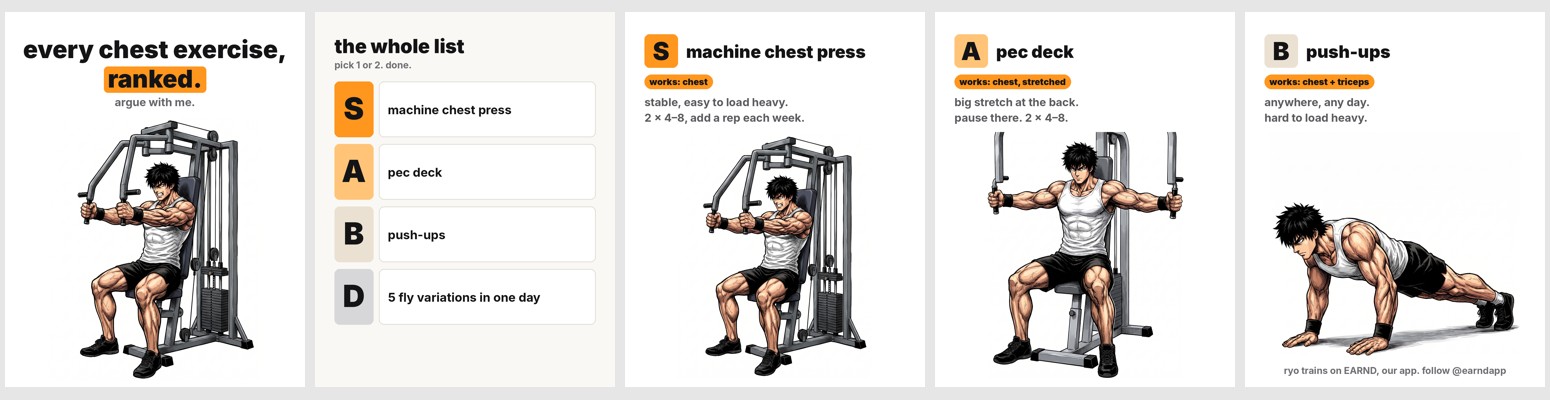 every chest exercise,
ranked.
argue with me.
the whole list
pick 1 or 2. done.
S machine chest press
A pec deck
B push-ups
D 5 fly variations in one day
S machine chest press
works: chest
stable, easy to load heavy.
2 × 4–8, add a rep each week.
A pec deck
works: chest, stretched
big stretch at the back.
pause there. 2 × 4–8.
B push-ups
works: chest + triceps
anywhere, any day.
hard to load heavy.
ryo trains on EARND, our app. follow @earndapp